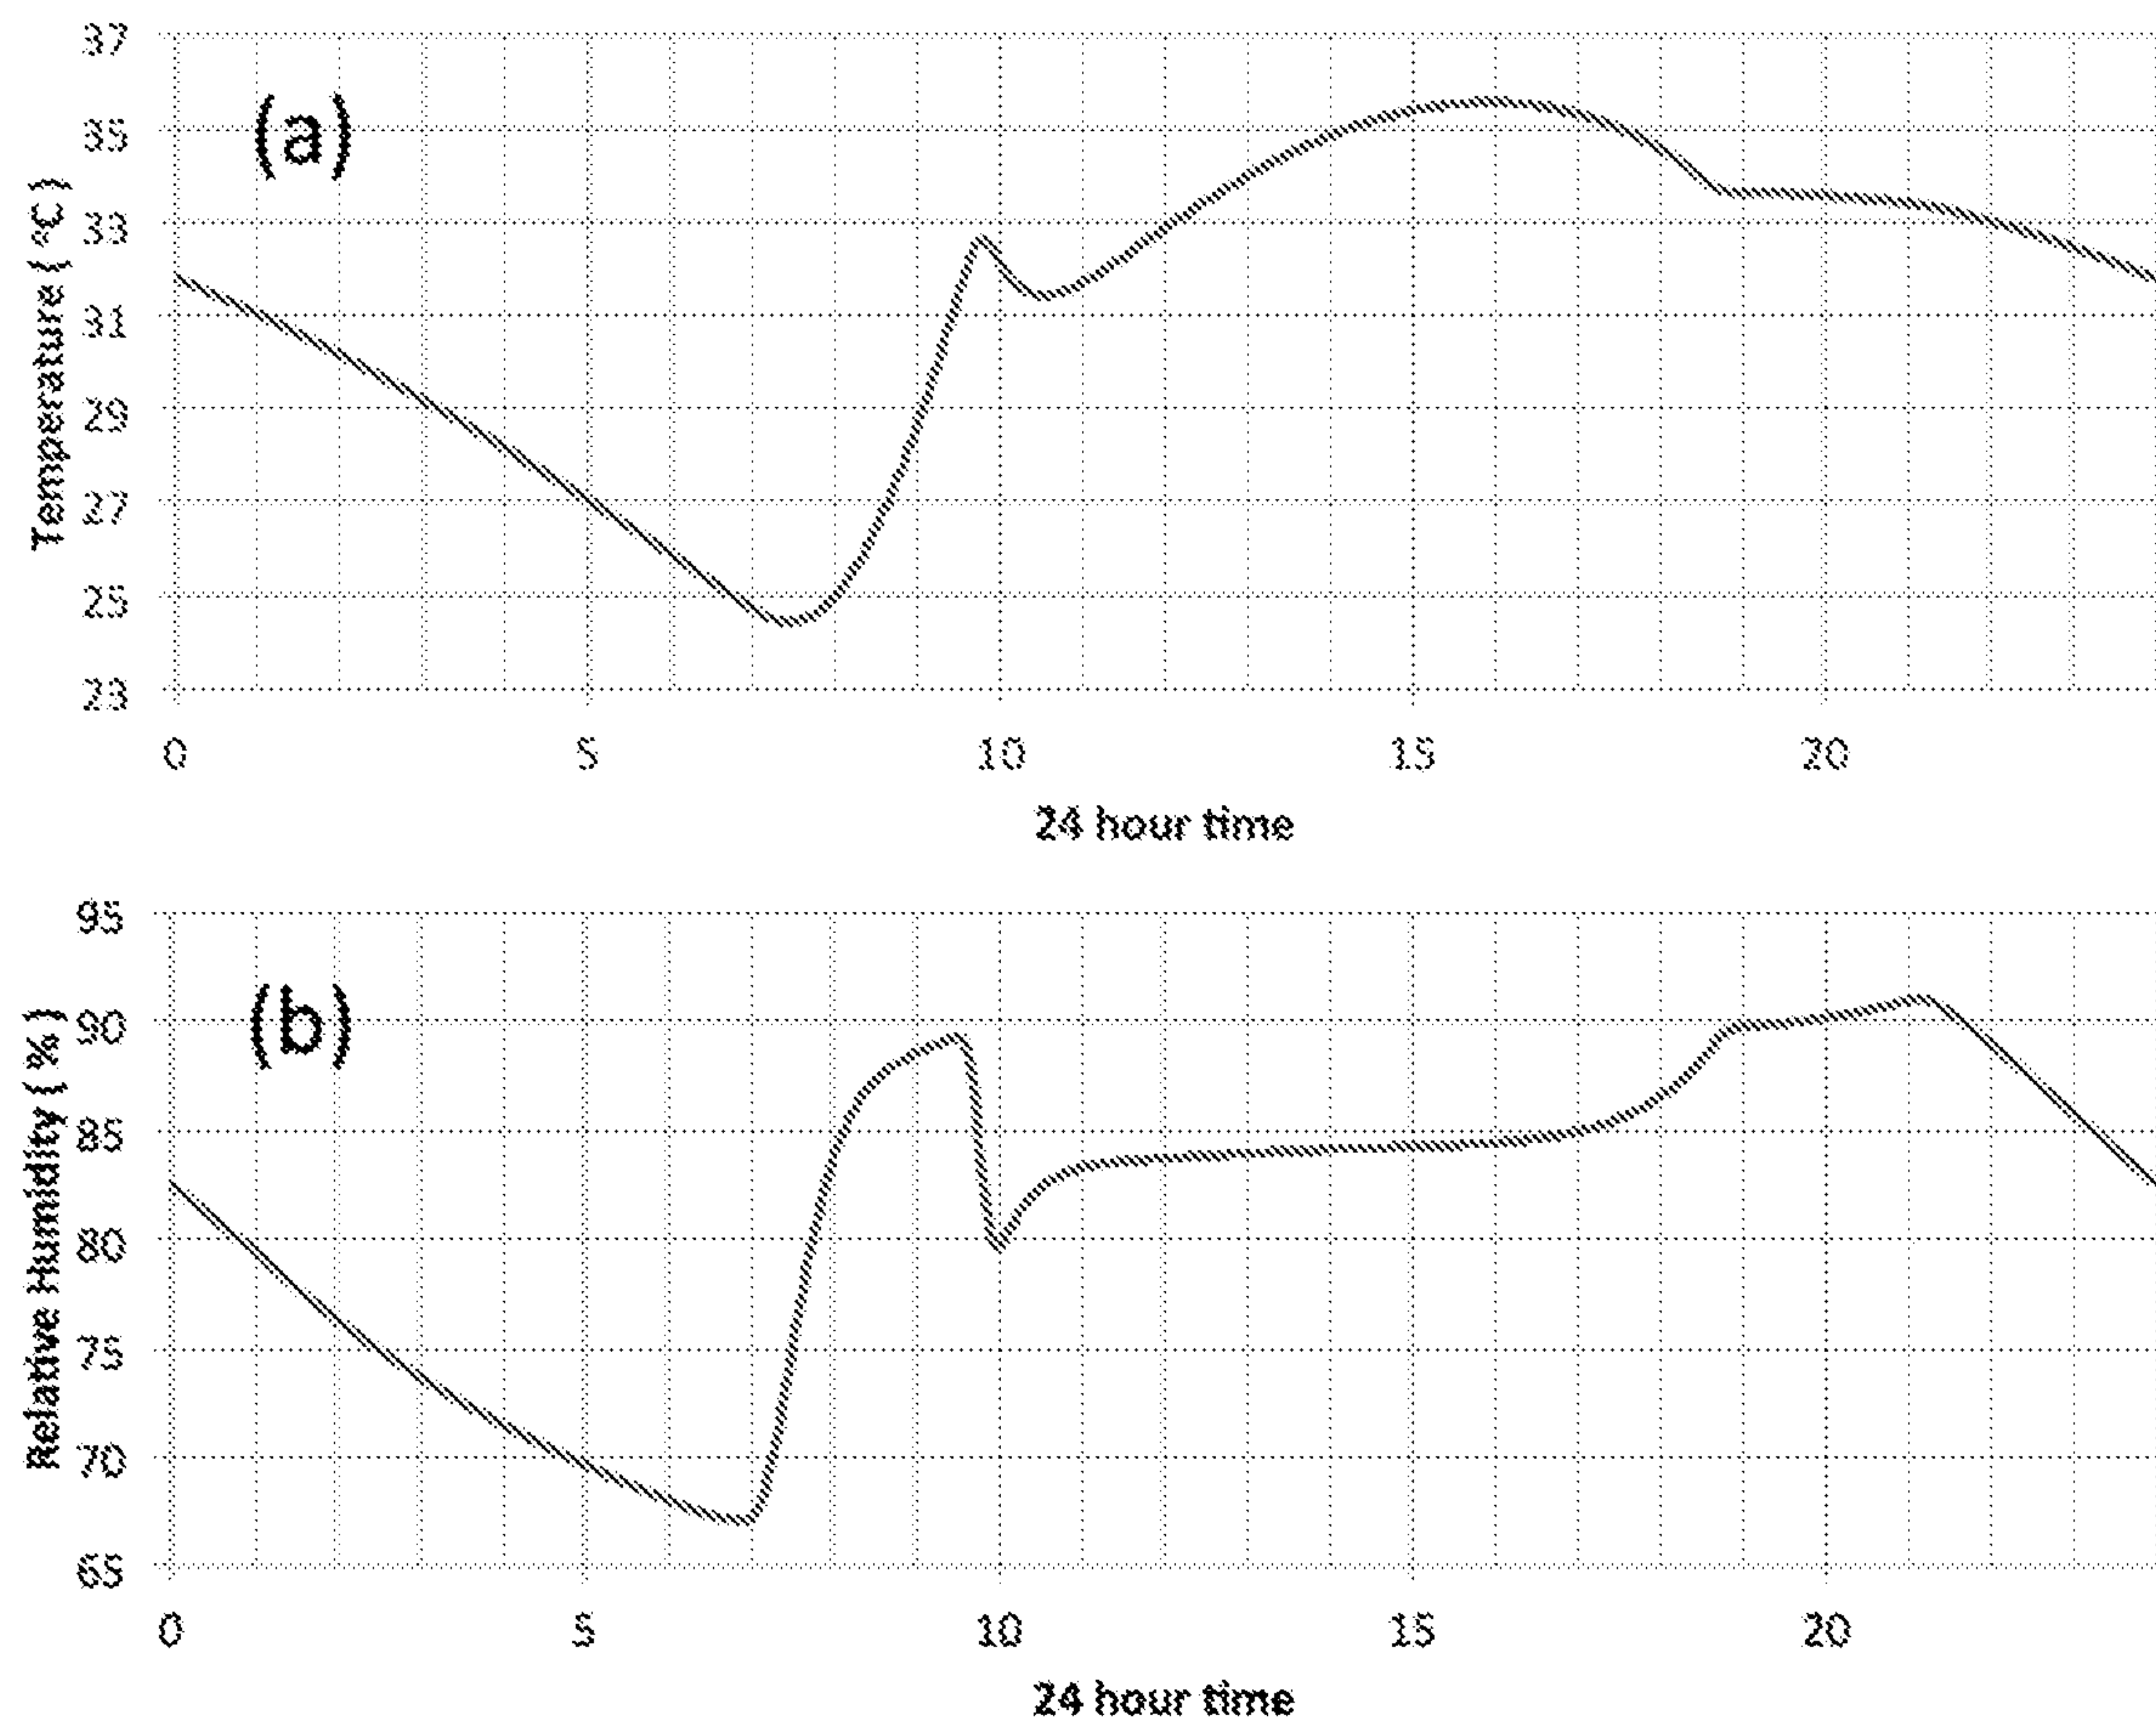 37
(a)
35
33
31
29
27
25
23
Temperature ( °C )
0 5 10 15 20
24 hour time
95
(b)
90
85
80
75
70
65
Relative Humidity ( % )
0 5 10 15 20
24 hour time